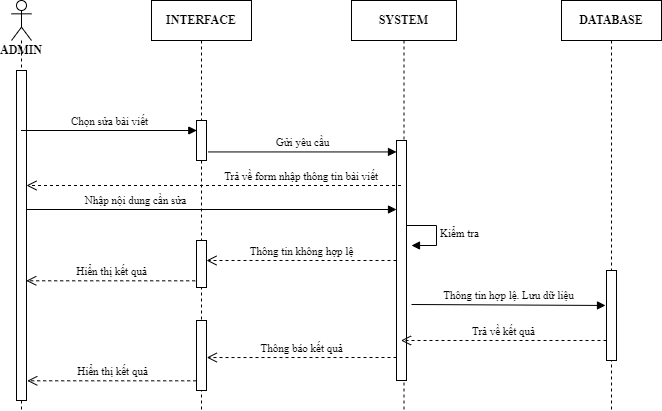 ADMIN
INTERFACE
SYSTEM
DATABASE
Chọn sửa bài viết
Gửi yêu cầu
Trả về form nhập thông tin bài viết
Nhập nội dung cần sửa
Kiểm tra
Thông tin không hợp lệ
Hiển thị kết quả
Thông tin hợp lệ. Lưu dữ liệu
Trả về kết quả
Thông báo kết quả
Hiển thị kết quả